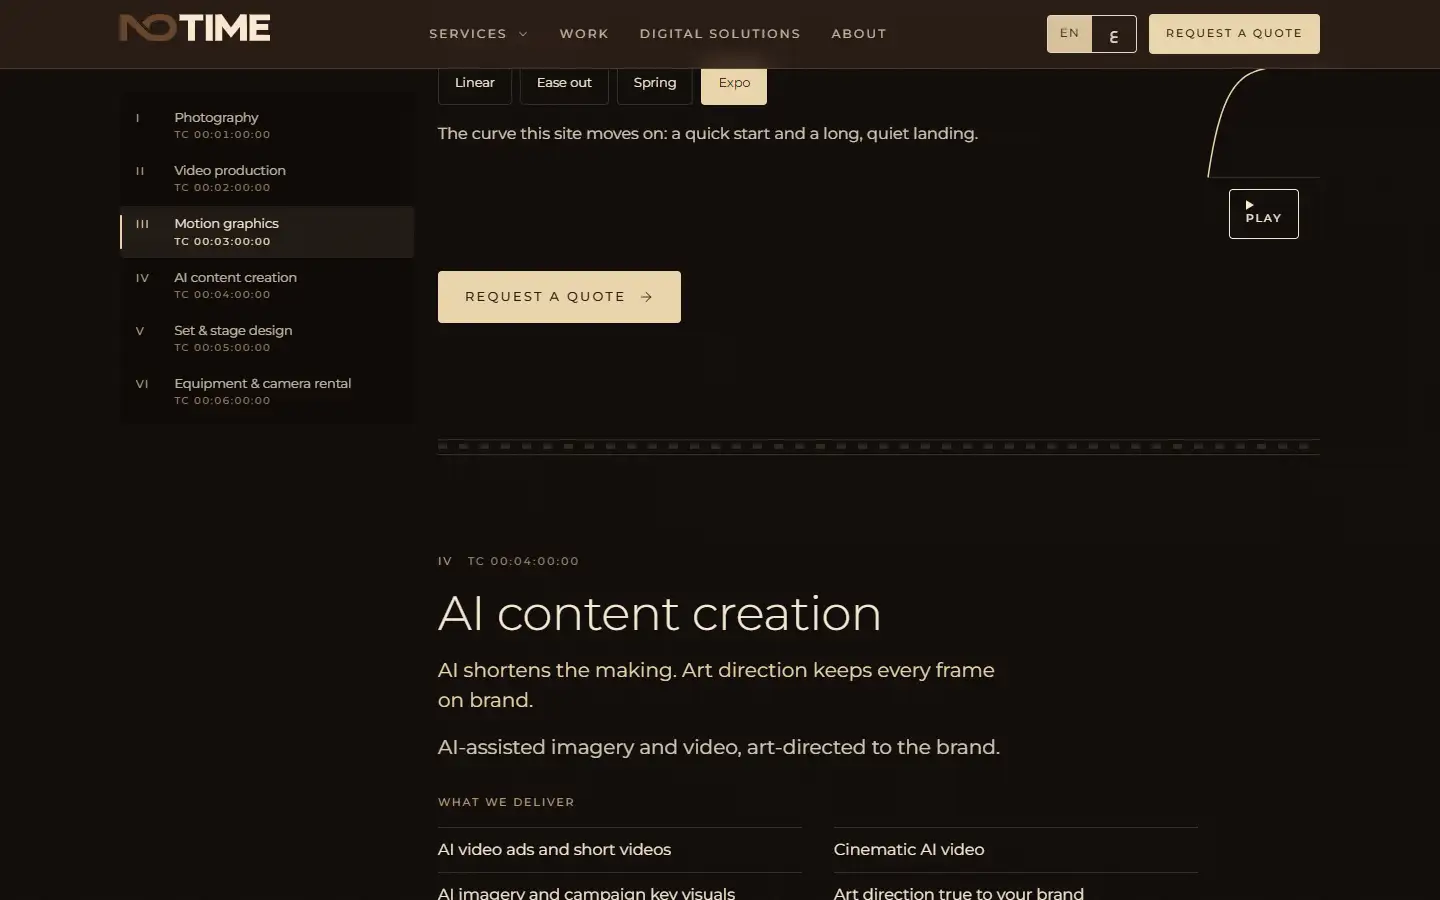 NOTIME
SERVICES
WORK
DIGITAL SOLUTIONS
ABOUT
EN
ع
REQUEST A QUOTE
I
Photography
TC 00:01:00:00
II
Video production
TC 00:02:00:00
III
Motion graphics
TC 00:03:00:00
IV
AI content creation
TC 00:04:00:00
V
Set & stage design
TC 00:05:00:00
VI
Equipment & camera rental
TC 00:06:00:00
Linear
Ease out
Spring
Expo
The curve this site moves on: a quick start and a long, quiet landing.
PLAY
REQUEST A QUOTE
IV TC 00:04:00:00
AI content creation
AI shortens the making. Art direction keeps every frame
on brand.
AI-assisted imagery and video, art-directed to the brand.
WHAT WE DELIVER
AI video ads and short videos
Cinematic AI video
AI imagery and campaign key visuals
Art direction true to your brand